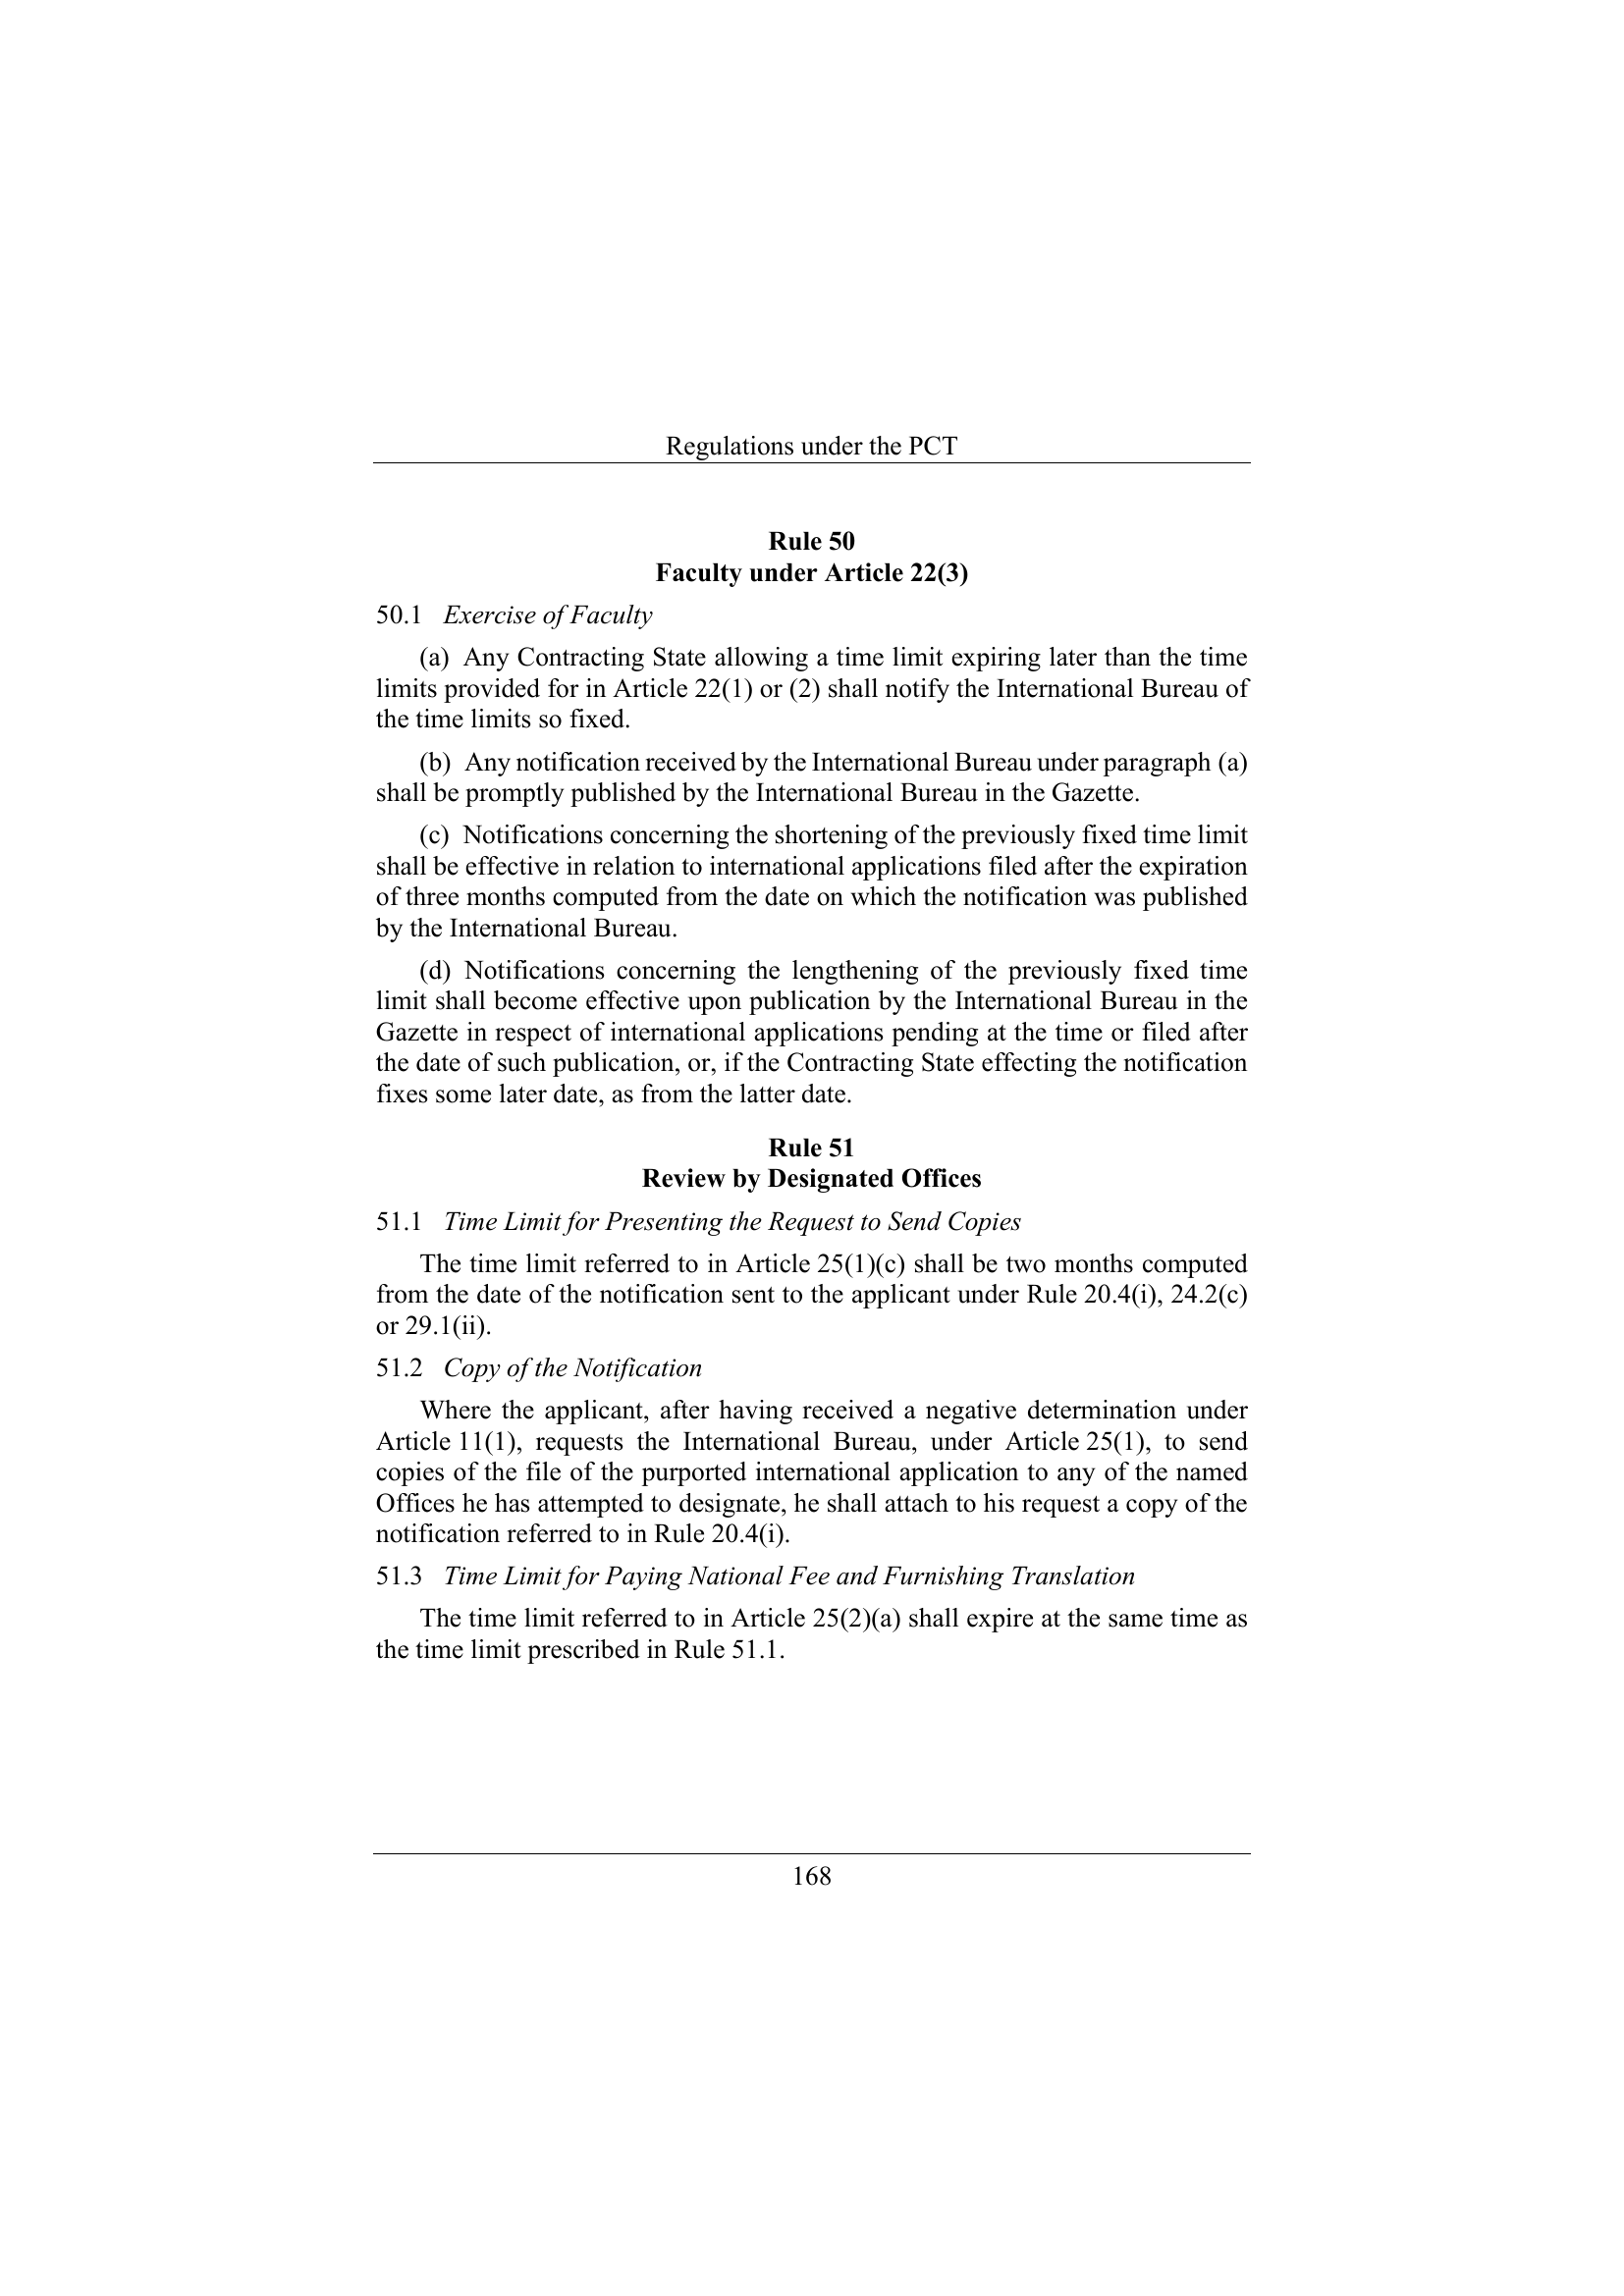 Regulations under the PCT
Rule 50
Faculty under Article 22(3)
50.1 Exercise of Faculty
(a) Any Contracting State allowing a time limit expiring later than the time
limits provided for in Article 22(1) or (2) shall notify the International Bureau of
the time limits so fixed.
(b) Any notification received by the International Bureau under paragraph (a)
shall be promptly published by the International Bureau in the Gazette.
(c) Notifications concerning the shortening of the previously fixed time limit
shall be effective in relation to international applications filed after the expiration
of three months computed from the date on which the notification was published
by the International Bureau.
(d) Notifications concerning the lengthening of the previously fixed time
limit shall become effective upon publication by the International Bureau in the
Gazette in respect of international applications pending at the time or filed after
the date of such publication, or, if the Contracting State effecting the notification
fixes some later date, as from the latter date.
Rule 51
Review by Designated Offices
51.1 Time Limit for Presenting the Request to Send Copies
The time limit referred to in Article 25(1)(c) shall be two months computed
from the date of the notification sent to the applicant under Rule 20.4(i), 24.2(c)
or 29.1(ii).
51.2 Copy of the Notification
Where the applicant, after having received a negative determination under
Article 11(1), requests the International Bureau, under Article 25(1), to send
copies of the file of the purported international application to any of the named
Offices he has attempted to designate, he shall attach to his request a copy of the
notification referred to in Rule 20.4(i).
51.3 Time Limit for Paying National Fee and Furnishing Translation
The time limit referred to in Article 25(2)(a) shall expire at the same time as
the time limit prescribed in Rule 51.1.
168